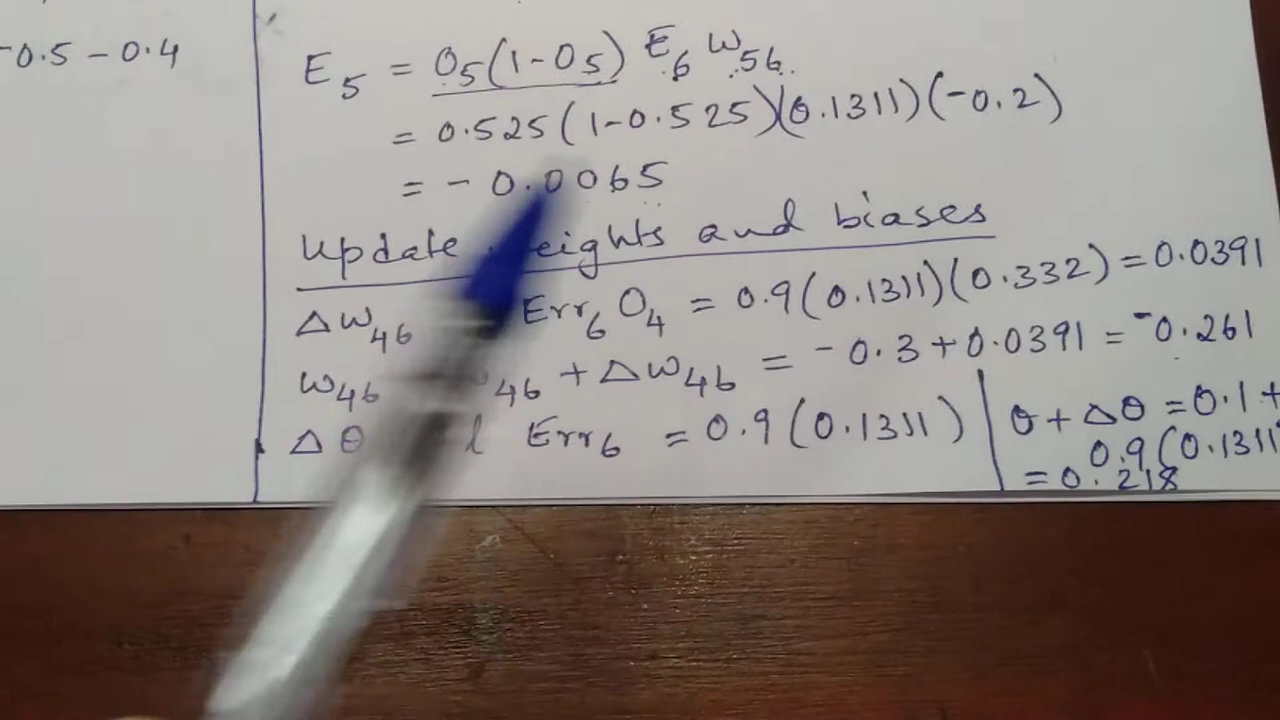 -0.5 - 0.4
E5 = O5(1-O5) E6 W56
= 0.525(1-0.525)(0.1311)(-0.2)
= - 0.0065
Update weights and biases
ΔW46 Err6 O4 = 0.9(0.1311)(0.332) = 0.0391
W46 W46 + ΔW46 = -0.3+0.0391 = -0.261
Δθ l Err6 = 0.9(0.1311)
θ + Δθ = 0.1 +
0.9(0.1311
= 0.218